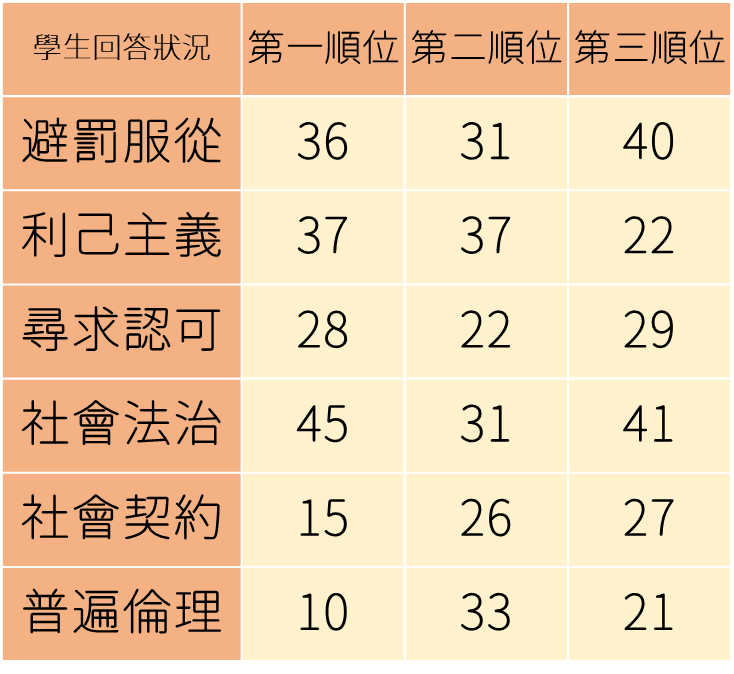 學生回答狀況 第一順位 第二順位 第三順位
避罰服從 36 31 40
利己主義 37 37 22
尋求認可 28 22 29
社會法治 45 31 41
社會契約 15 26 27
普遍倫理 10 33 21